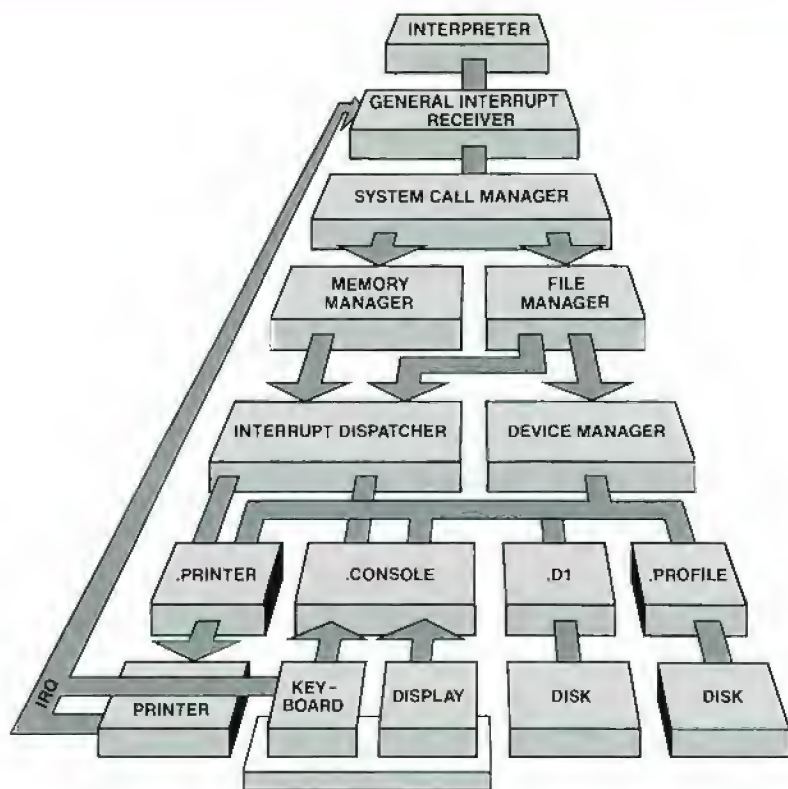 INTERPRETER
GENERAL INTERRUPT
RECEIVER
SYSTEM CALL MANAGER
MEMORY
MANAGER
FILE
MANAGER
INTERRUPT DISPATCHER
DEVICE MANAGER
.PRINTER
.CONSOLE
.D1
.PROFILE
IRQ
PRINTER
KEY-
BOARD
DISPLAY
DISK
DISK